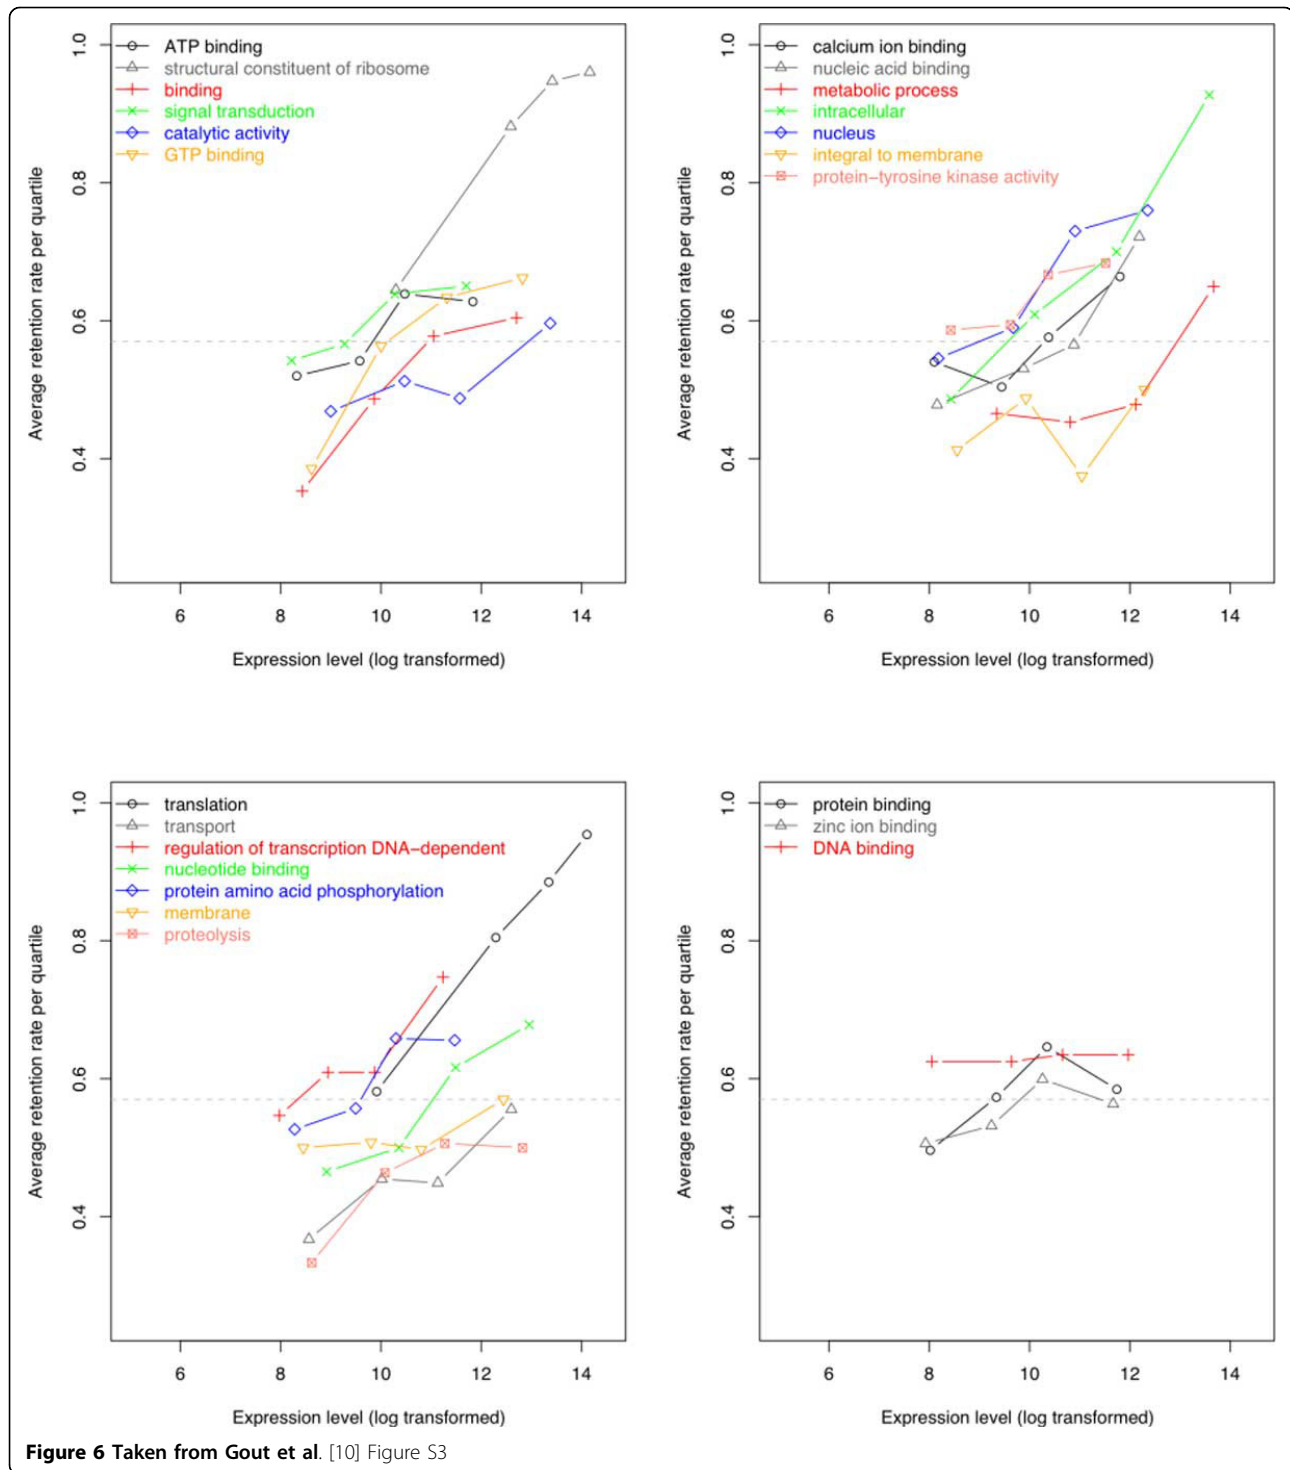 ATP binding
structural constituent of ribosome
binding
signal transduction
catalytic activity
GTP binding
Average retention rate per quartile
1.0
0.8
0.6
0.4
6 8 10 12 14
Expression level (log transformed)
calcium ion binding
nucleic acid binding
metabolic process
intracellular
nucleus
integral to membrane
protein−tyrosine kinase activity
Average retention rate per quartile
1.0
0.8
0.6
0.4
6 8 10 12 14
Expression level (log transformed)
translation
transport
regulation of transcription DNA−dependent
nucleotide binding
protein amino acid phosphorylation
membrane
proteolysis
Average retention rate per quartile
1.0
0.8
0.6
0.4
6 8 10 12 14
Expression level (log transformed)
protein binding
zinc ion binding
DNA binding
Average retention rate per quartile
1.0
0.8
0.6
0.4
6 8 10 12 14
Expression level (log transformed)
Figure 6 Taken from Gout et al. [10] Figure S3